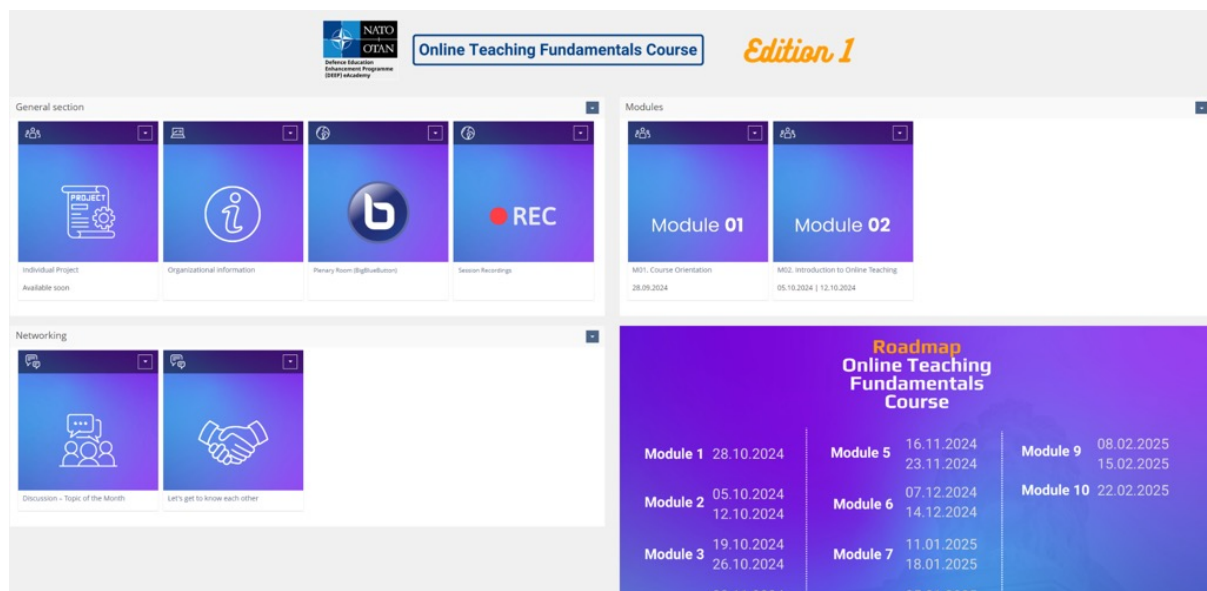 NATO
OTAN
Defence Education
Enhancement Programme
(DEEP) eAcademy
Online Teaching Fundamentals Course
Edition 1
General section
PROJECT
REC
Individual Project
Available soon
Organizational information
Plenary Room (BigBlueButton)
Session Recordings
Modules
Module 01
Module 02
M01. Course Orientation
28.09.2024
M02. Introduction to Online Teaching
05.10.2024 | 12.10.2024
Networking
Discussion – Topic of the Month
Let's get to know each other
Roadmap
Online Teaching
Fundamentals
Course
Module 1 28.10.2024
Module 2 05.10.2024
12.10.2024
Module 3 19.10.2024
26.10.2024
Module 5 16.11.2024
23.11.2024
Module 6 07.12.2024
14.12.2024
Module 7 11.01.2025
18.01.2025
Module 9 08.02.2025
15.02.2025
Module 10 22.02.2025